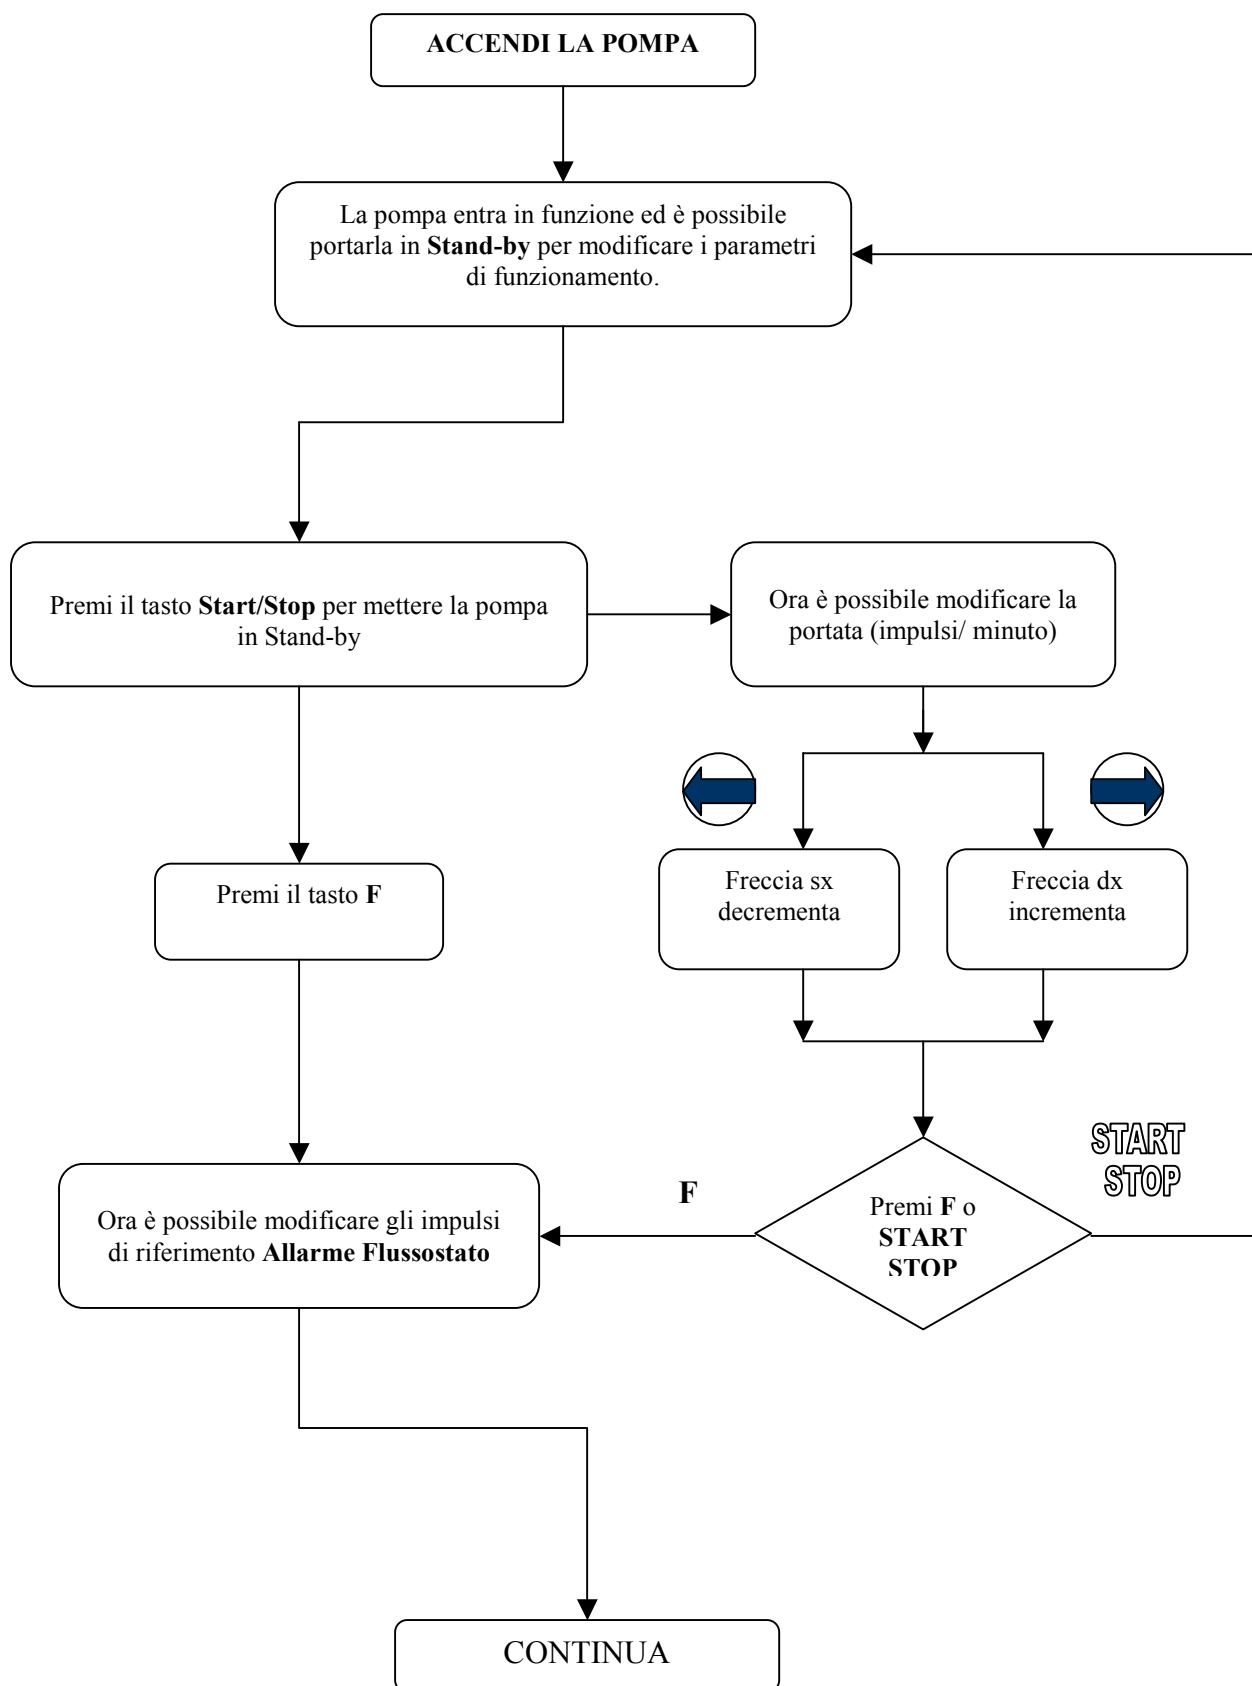 ACCENDI LA POMPA
La pompa entra in funzione ed è possibile
portarla in Stand-by per modificare i parametri
di funzionamento.
Premi il tasto Start/Stop per mettere la pompa
in Stand-by
Ora è possibile modificare la
portata (impulsi/ minuto)
Premi il tasto F
Freccia sx
decrementa
Freccia dx
incrementa
START
STOP
F
Premi F o
START
STOP
Ora è possibile modificare gli impulsi
di riferimento Allarme Flussostato
CONTINUA